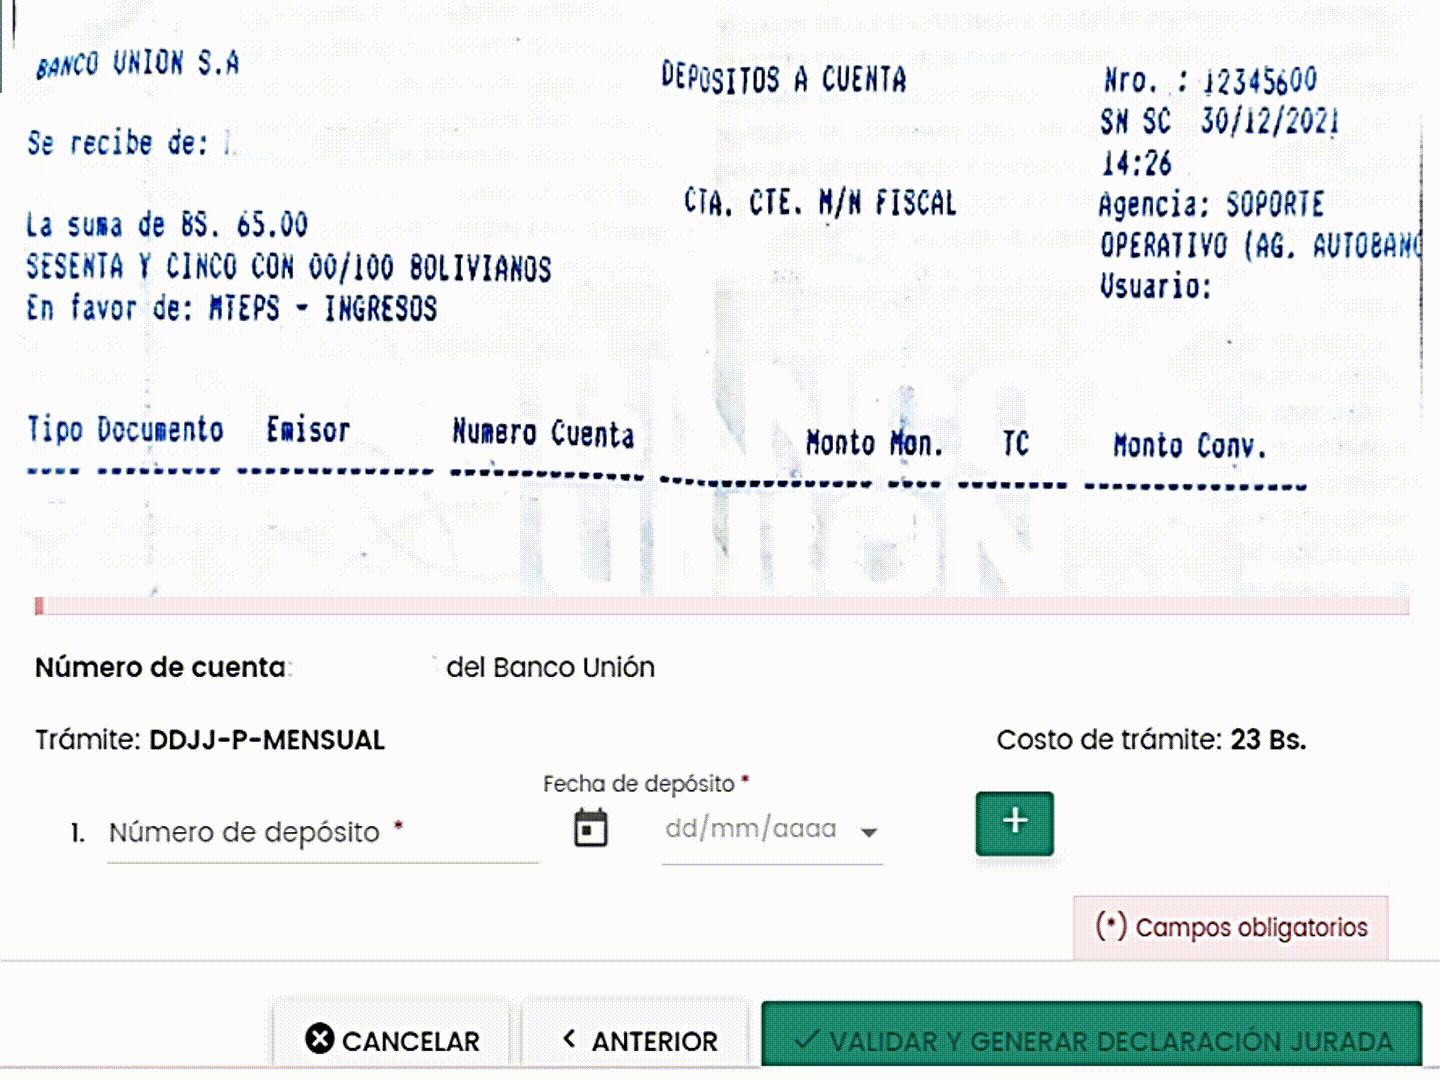 BANCO UNION S.A
DEPOSITOS A CUENTA
Nro. : 12345600
SN SC 30/12/2021
14:26
Se recibe de:
CTA. CTE. M/N FISCAL
Agencia: SOPORTE
OPERATIVO (AG. AUTOBANC
Usuario:
La suma de BS. 65.00
SESENTA Y CINCO CON 00/100 BOLIVIANOS
En favor de: MTEPS - INGRESOS
Tipo Documento Emisor Numero Cuenta Monto Mon. TC Monto Conv.
UNION
Número de cuenta: del Banco Unión
Trámite: DDJJ-P-MENSUAL
Costo de trámite: 23 Bs.
Fecha de depósito *
1. Número de depósito * dd/mm/aaaa
+
(*) Campos obligatorios
CANCELAR
ANTERIOR
VALIDAR Y GENERAR DECLARACIÓN JURADA